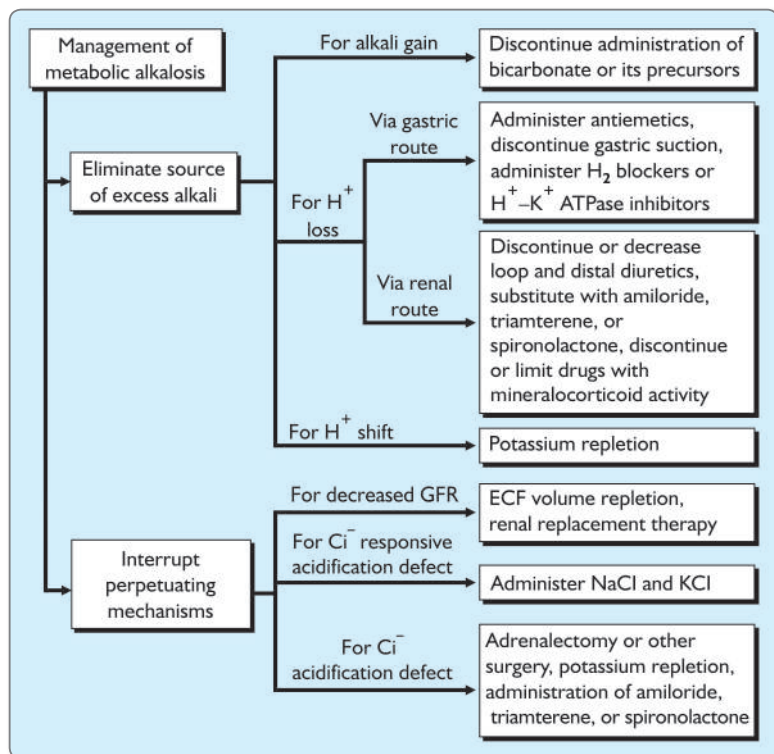 Management of
metabolic alkalosis
For alkali gain
Discontinue administration of
bicarbonate or its precursors
Eliminate source
of excess alkali
For H⁺
loss
Via gastric
route
Administer antiemetics,
discontinue gastric suction,
administer H₂ blockers or
H⁺–K⁺ ATPase inhibitors
Via renal
route
Discontinue or decrease
loop and distal diuretics,
substitute with amiloride,
triamterene, or
spironolactone, discontinue
or limit drugs with
mineralocorticoid activity
For H⁺ shift
Potassium repletion
Interrupt
perpetuating
mechanisms
For decreased GFR
ECF volume repletion,
renal replacement therapy
For Ci⁻ responsive
acidification defect
Administer NaCl and KCl
For Ci⁻
acidification defect
Adrenalectomy or other
surgery, potassium repletion,
administration of amiloride,
triamterene, or spironolactone